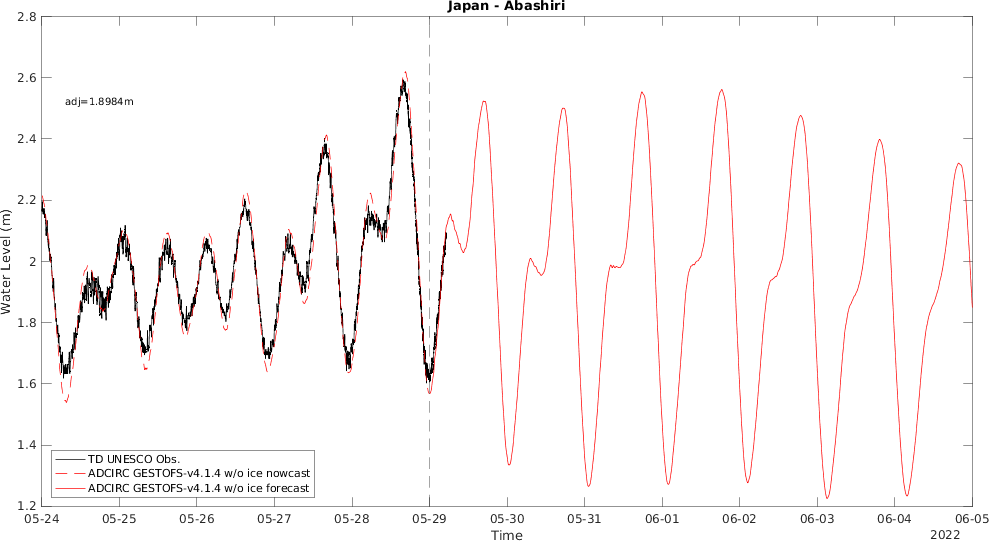 Japan - Abashiri
2.8
2.6
2.4
2.2
2
1.8
1.6
1.4
1.2
Water Level (m)
adj=1.8984m
TD UNESCO Obs.
ADCIRC GESTOFS-v4.1.4 w/o ice nowcast
ADCIRC GESTOFS-v4.1.4 w/o ice forecast
05-24 05-25 05-26 05-27 05-28 05-29 05-30 05-31 06-01 06-02 06-03 06-04 06-05
Time
2022